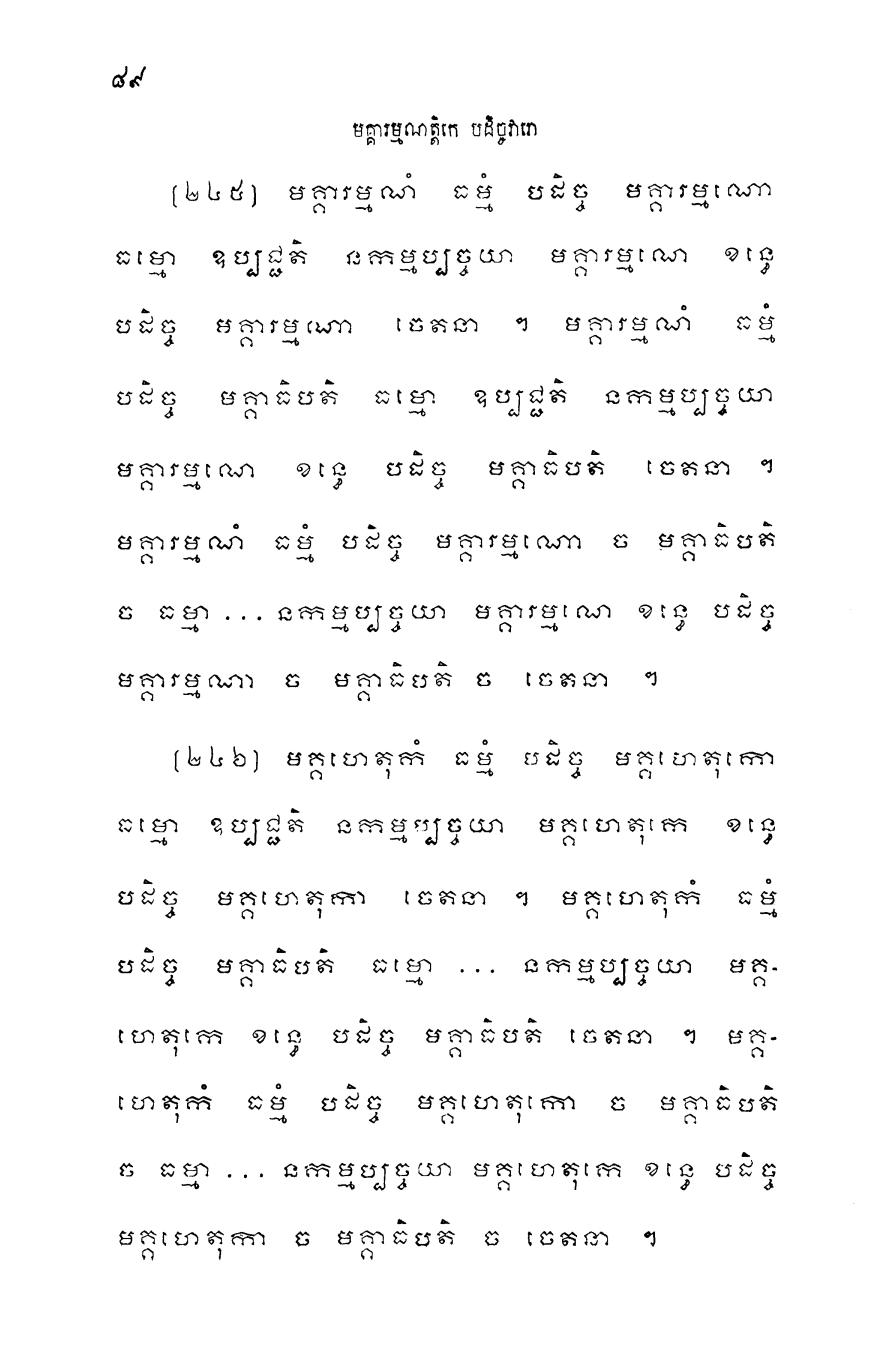 ៨៩
មគ្គារម្មណត្តិកេ បដិច្ចវារោ
(២៤៥) មគ្គារម្មណំ ធម្មំ បដិច្ច មគ្គារម្មណោ
ធម្មោ ឧប្បជ្ជតិ នកម្មប្បច្ចយា មគ្គារម្មណេ ខន្ធេ
បដិច្ច មគ្គារម្មណា ចេតនា ។ មគ្គារម្មណំ ធម្មំ
បដិច្ច មគ្គាធិបតិ ធម្មោ ឧប្បជ្ជតិ នកម្មប្បច្ចយា
មគ្គារម្មណេ ខន្ធេ បដិច្ច មគ្គាធិបតិ ចេតនា ។
មគ្គារម្មណំ ធម្មំ បដិច្ច មគ្គារម្មណោ ច មគ្គាធិបតិ
ច ធម្មា ... នកម្មប្បច្ចយា មគ្គារម្មណេ ខន្ធេ បដិច្ច
មគ្គារម្មណា ច មគ្គាធិបតិ ច ចេតនា ។
(២៤៦) មគ្គហេតុកំ ធម្មំ បដិច្ច មគ្គហេតុកោ
ធម្មោ ឧប្បជ្ជតិ នកម្មប្បច្ចយា មគ្គហេតុកេ ខន្ធេ
បដិច្ច មគ្គហេតុកា ចេតនា ។ មគ្គហេតុកំ ធម្មំ
បដិច្ច មគ្គាធិបតិ ធម្មោ ... នកម្មប្បច្ចយា មគ្គ-
ហេតុកេ ខន្ធេ បដិច្ច មគ្គាធិបតិ ចេតនា ។ មគ្គ-
ហេតុកំ ធម្មំ បដិច្ច មគ្គហេតុកោ ច មគ្គាធិបតិ
ច ធម្មា ... នកម្មប្បច្ចយា មគ្គហេតុកេ ខន្ធេ បដិច្ច
មគ្គហេតុកា ច មគ្គាធិបតិ ច ចេតនា ។